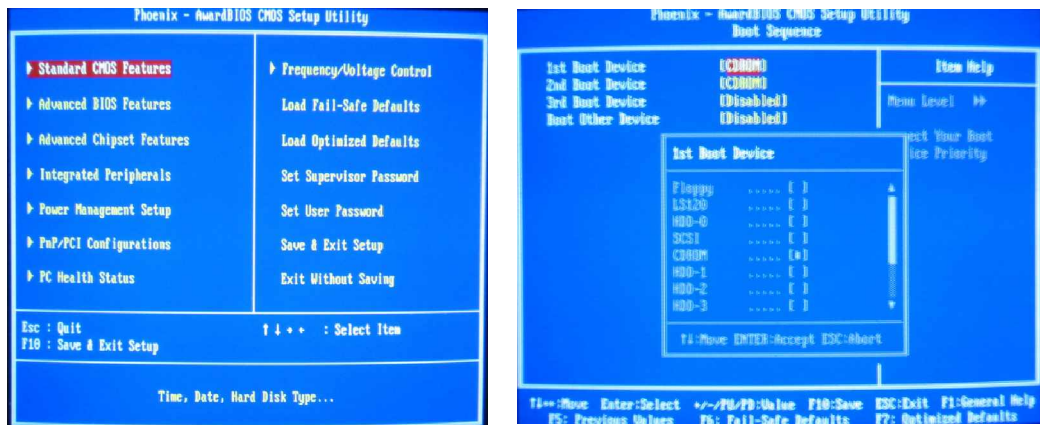 Phoenix - AwardBIOS CMOS Setup Utility
Standard CMOS Features
Advanced BIOS Features
Advanced Chipset Features
Integrated Peripherals
Power Management Setup
PnP/PCI Configurations
PC Health Status
Frequency/Voltage Control
Load Fail-Safe Defaults
Load Optimized Defaults
Set Supervisor Password
Set User Password
Save & Exit Setup
Exit Without Saving
Esc : Quit
F10 : Save & Exit Setup
↑ ↓ → ← : Select Item
Time, Date, Hard Disk Type...
Phoenix - AwardBIOS CMOS Setup Utility
Boot Sequence
1st Boot Device [CDROM]
2nd Boot Device [CDROM]
3rd Boot Device [Disabled]
Boot Other Device [Disabled]
Item Help
Menu Level
ect Your Boot
ice Priority
1st Boot Device
Floppy ..... [ ]
LS120 ..... [ ]
HDD-0 ..... [ ]
SCSI ..... [ ]
CDROM ..... [■]
HDD-1 ..... [ ]
HDD-2 ..... [ ]
HDD-3 ..... [ ]
↑↓:Move ENTER:Accept ESC:Abort
↑↓→←:Move Enter:Select +/-/PU/PD:Value F10:Save ESC:Exit F1:General Help
F5: Previous Values F6: Fail-Safe Defaults F7: Optimized Defaults